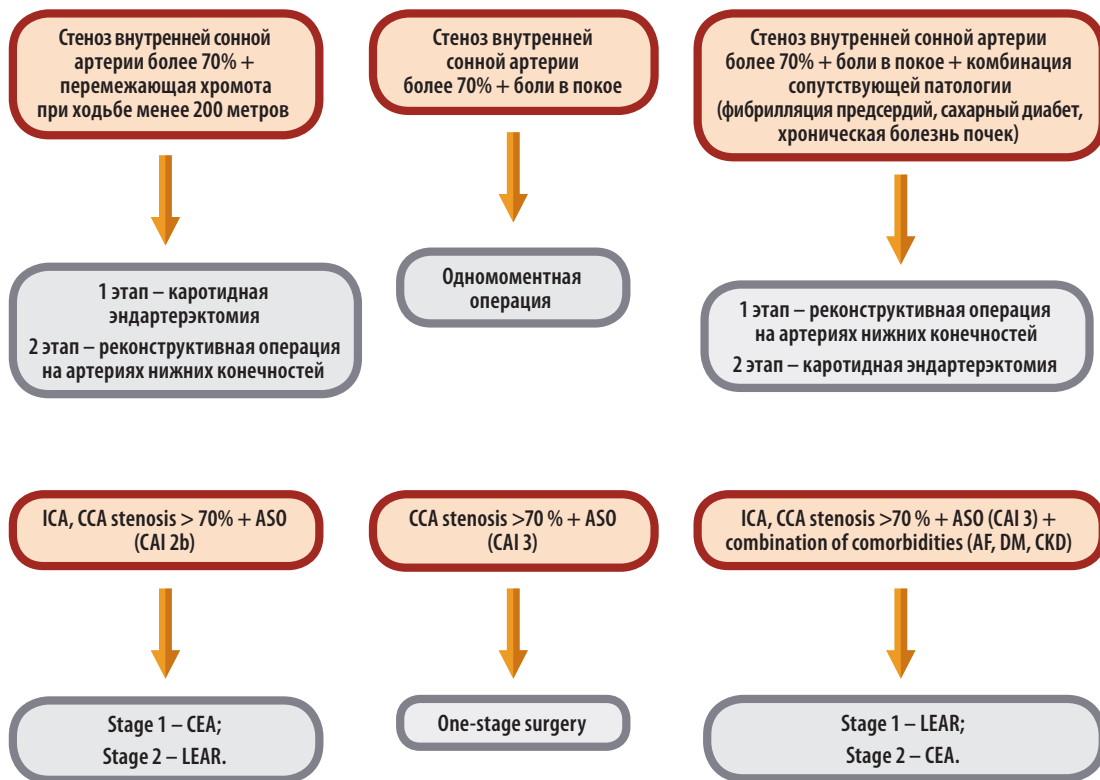 Стеноз внутренней сонной
артерии более 70% +
перемежающая хромота
при ходьбе менее 200 метров
Стеноз внутренней
сонной артерии
более 70% + боли в покое
Стеноз внутренней сонной артерии
более 70% + боли в покое + комбинация
сопутствующей патологии
(фибрилляция предсердий, сахарный диабет,
хроническая болезнь почек)
1 этап – каротидная
эндартерэктомия
2 этап – реконструктивная операция
на артериях нижних конечностей
Одномоментная
операция
1 этап – реконструктивная операция
на артериях нижних конечностей
2 этап – каротидная эндартерэктомия
ICA, CCA stenosis > 70% + ASO
(CAI 2b)
CCA stenosis >70 % + ASO
(CAI 3)
ICA, CCA stenosis >70 % + ASO (CAI 3) +
combination of comorbidities (AF, DM, CKD)
Stage 1 – CEA;
Stage 2 – LEAR.
One-stage surgery
Stage 1 – LEAR;
Stage 2 – CEA.